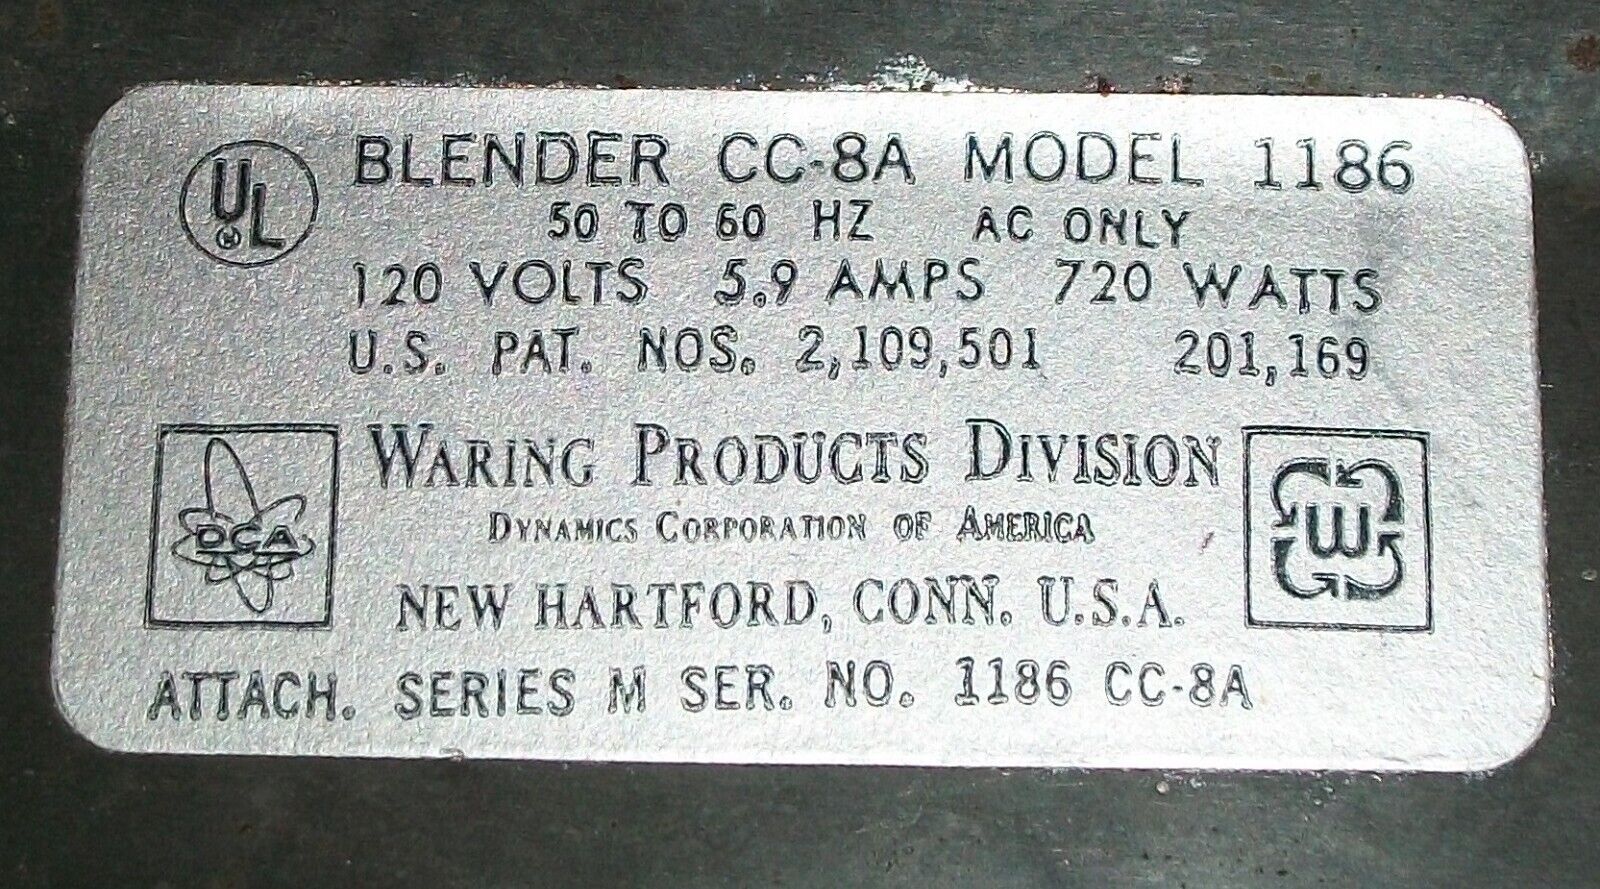 UL
BLENDER CC-8A MODEL 1186
50 TO 60 HZ AC ONLY
120 VOLTS 5.9 AMPS 720 WATTS
U.S. PAT. NOS. 2,109,501 201,169
DCA
WARING PRODUCTS DIVISION
DYNAMICS CORPORATION OF AMERICA
NEW HARTFORD, CONN. U.S.A.
W
ATTACH. SERIES M SER. NO. 1186 CC-8A